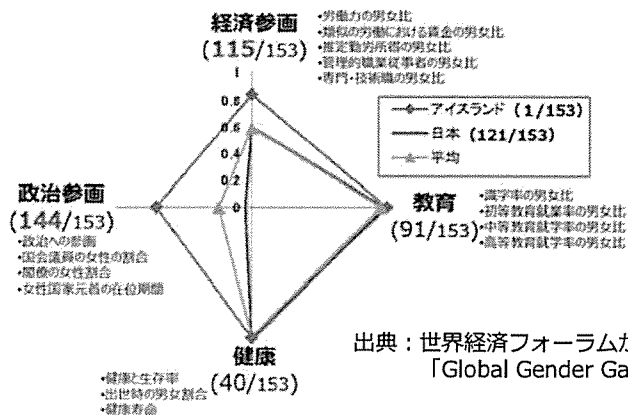 経済参画
(115/153)
•労働力の男女比
•類似の労働における賃金の男女比
•推定勤労所得の男女比
•管理的職業従事者の男女比
•専門・技術職の男女比
1
0.8
0.6
0.4
0.2
0
アイスランド (1/153)
日本 (121/153)
平均
政治参画
(144/153)
•政治への参画
•国会議員の女性の割合
•閣僚の女性割合
•女性国家元首の在位期間
教育
(91/153)
•識字率の男女比
•初等教育就業率の男女比
•中等教育就学率の男女比
•高等教育就学率の男女比
健康
(40/153)
•健康と生存率
•出世時の男女割合
•健康寿命
出典:世界経済フォーラムが
「Global Gender Ga